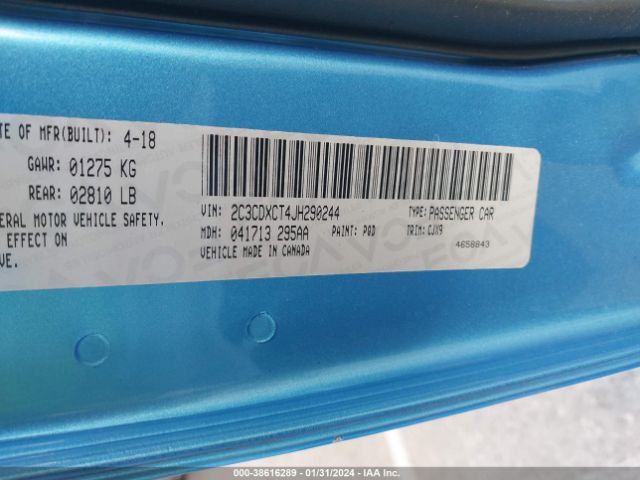 TE OF MFR(BUILT): 4-18
GAWR: 01275 KG
REAR: 02810 LB
ERAL MOTOR VEHICLE SAFETY.
EFFECT ON
VE.
VIN: 2C3CDXCT4JH290244
TYPE: PASSENGER CAR
MDH: 041713 295AA
PAINT: PQD
TRIM: CJX9
VEHICLE MADE IN CANADA
4658843
000-38616289 - 01/31/2024 - IAA Inc.